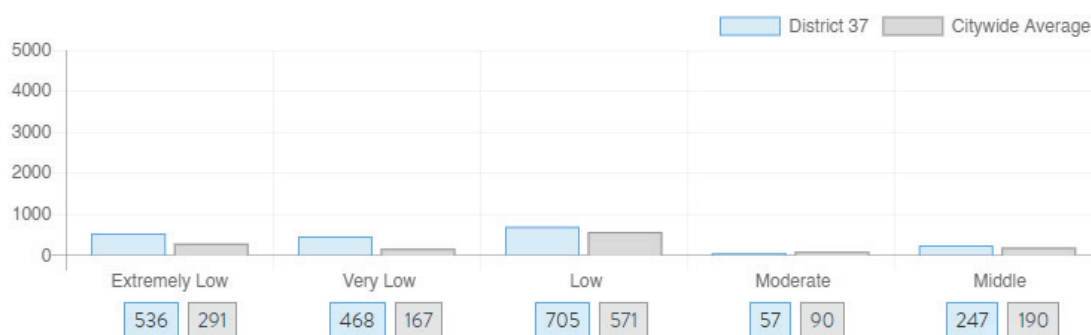 District 37 Citywide Average
5000
4000
3000
2000
1000
0
Extremely Low Very Low Low Moderate Middle
536 291 468 167 705 571 57 90 247 190